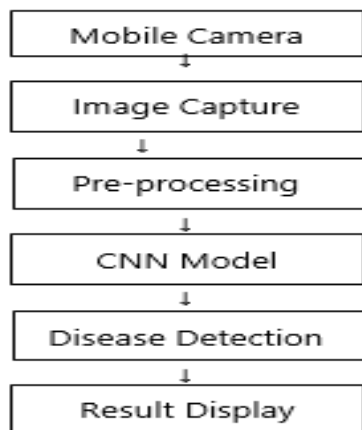 Mobile Camera
↓
Image Capture
↓
Pre-processing
↓
CNN Model
↓
Disease Detection
↓
Result Display